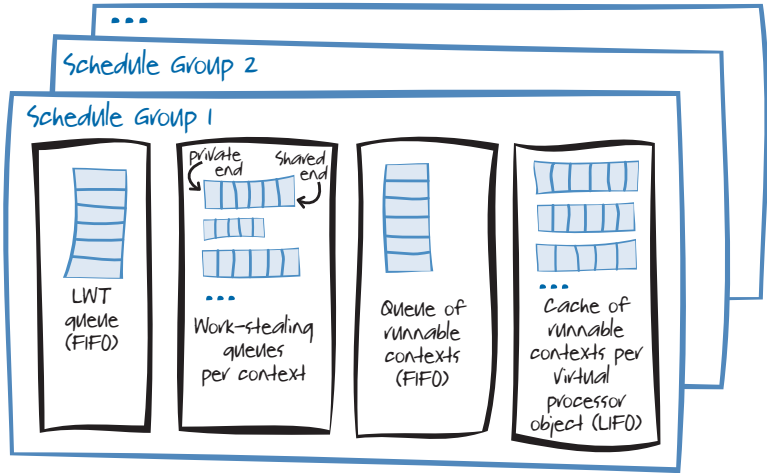 ...
Schedule Group 2
Schedule Group 1
private
end
Shared
end
LWT
queue
(FIFO)
...
Work-stealing
queues
per context
Queue of
runnable
contexts
(FIFO)
...
Cache of
runnable
contexts per
virtual
processor
object (LIFO)